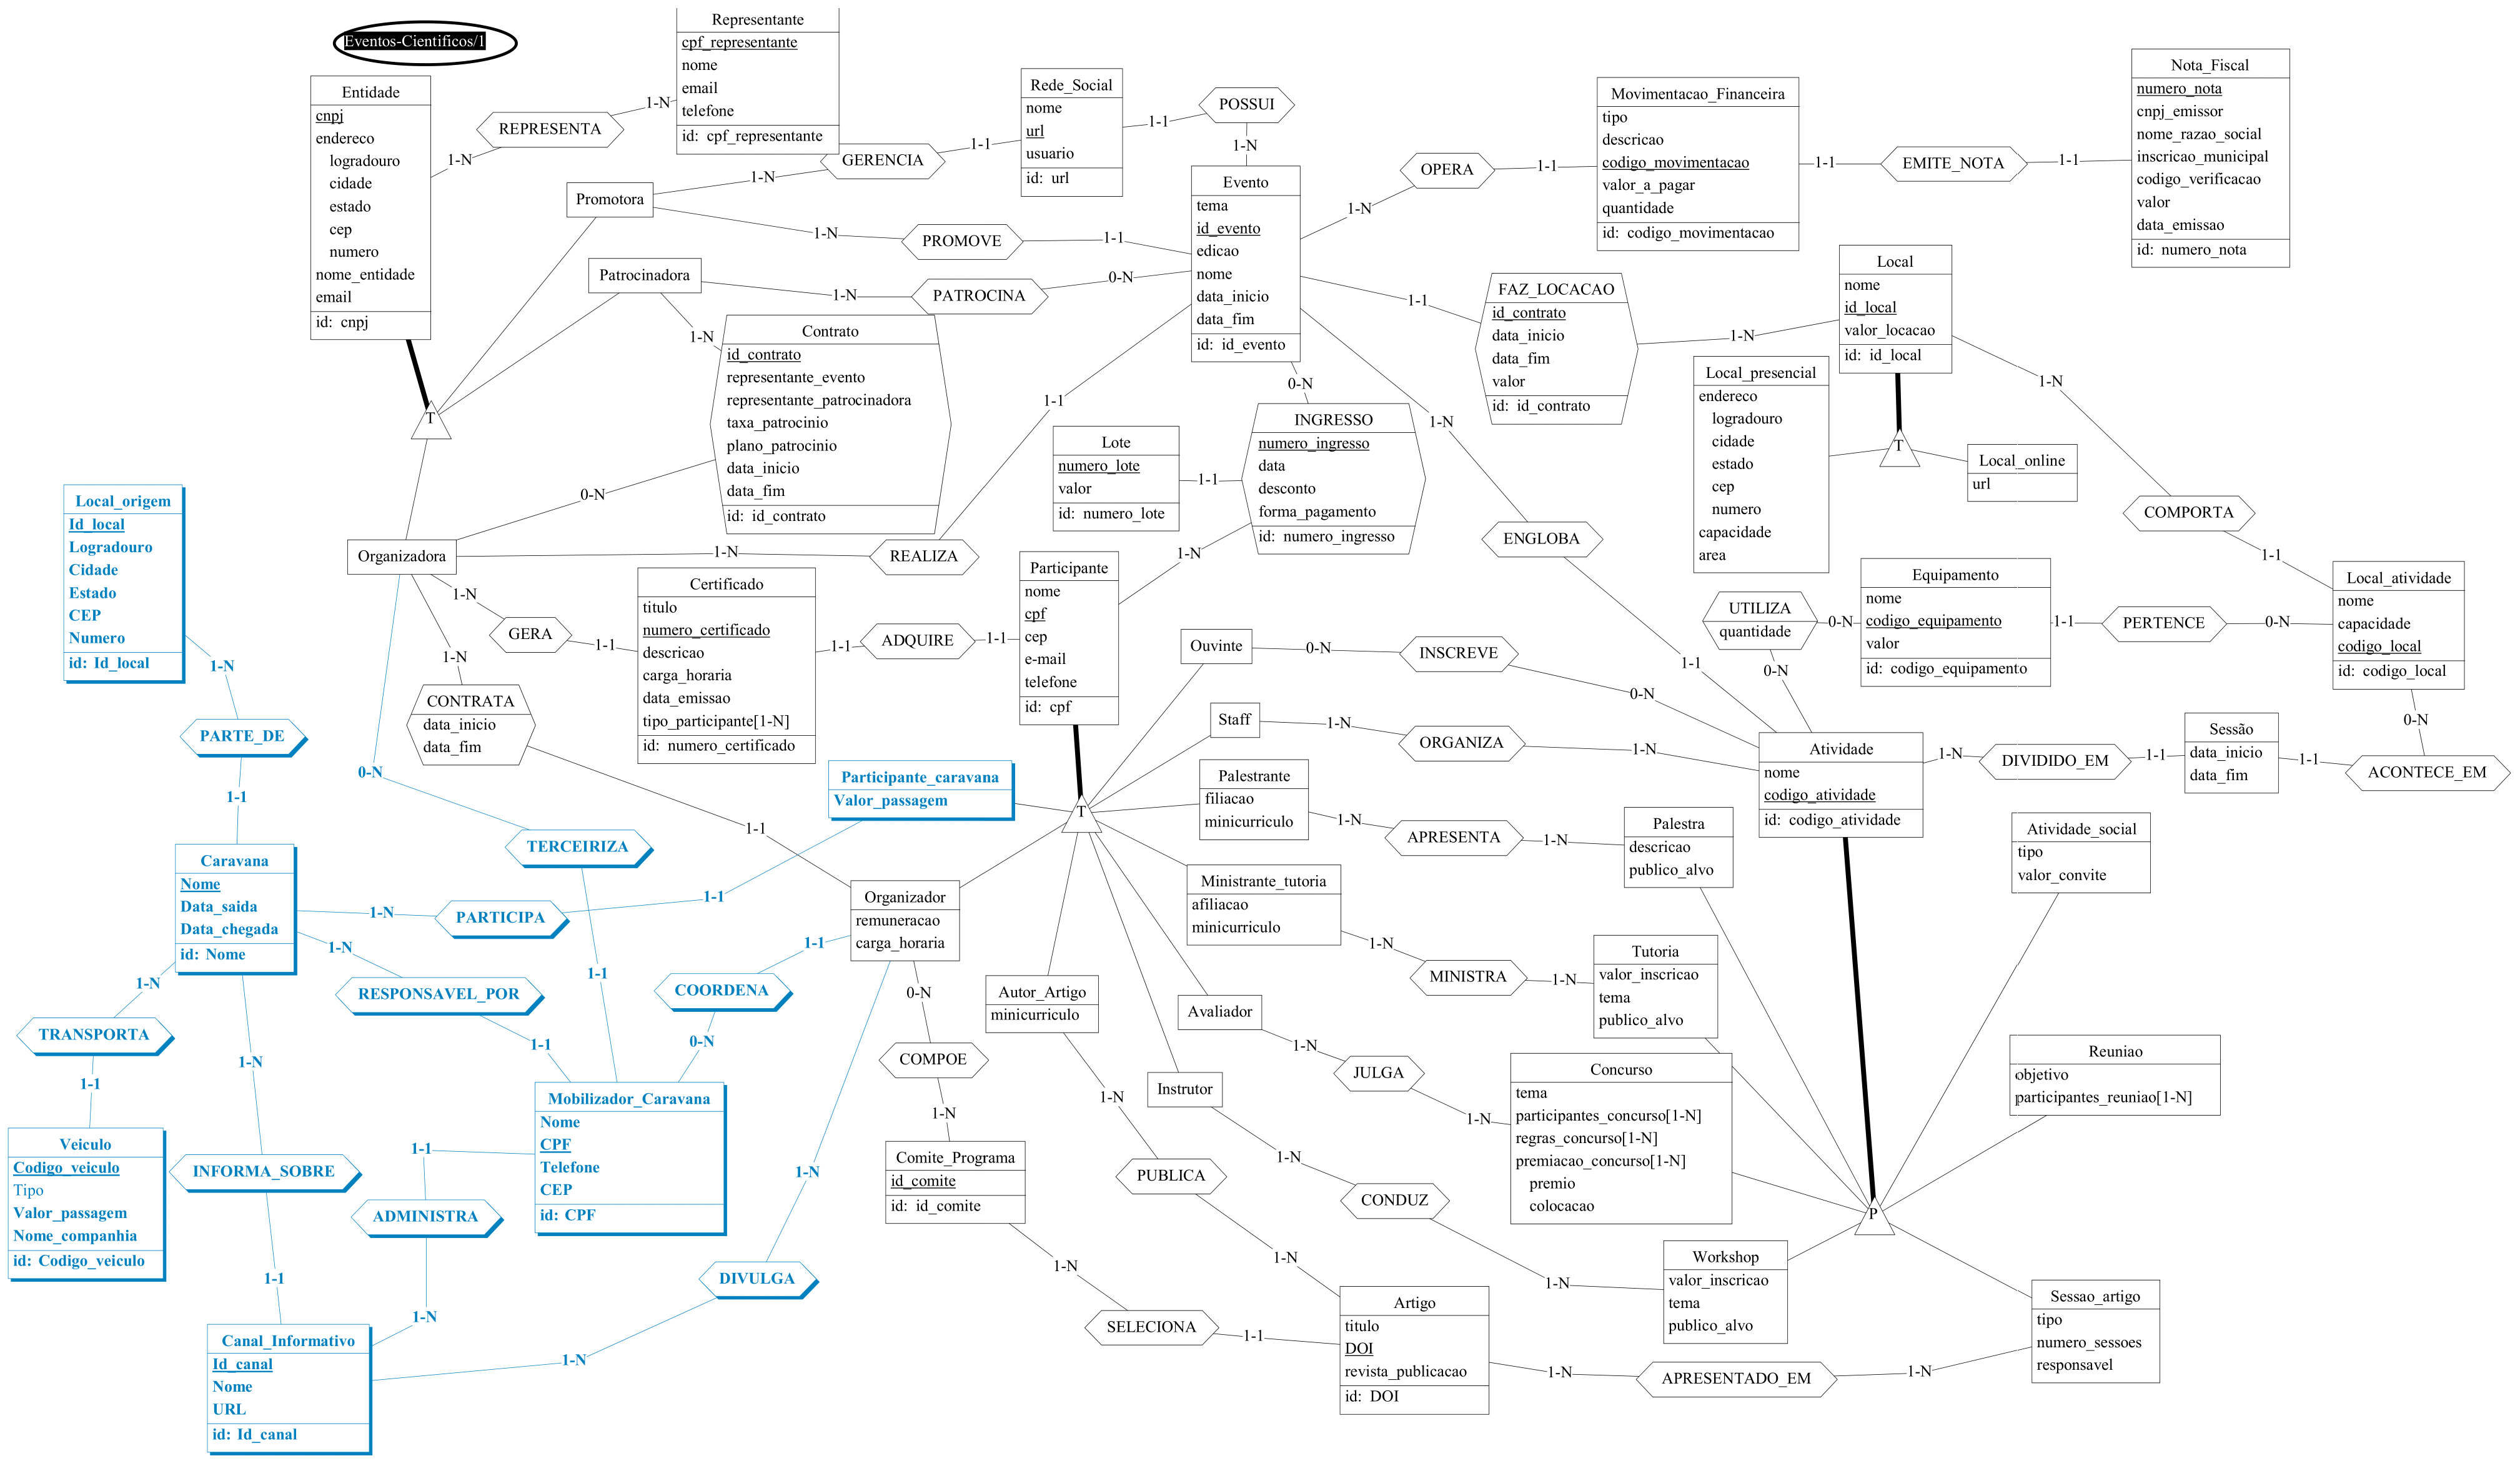 Eventos-Cientificos/1
Representante
cpf_representante
nome
email
telefone
id: cpf_representante
Entidade
cnpj
endereco
logradouro
cidade
estado
cep
numero
nome_entidade
email
id: cnpj
1-N
REPRESENTA
1-N
Rede_Social
nome
url
usuario
id: url
1-1
POSSUI
1-N
GERENCIA
1-1
1-N
Promotora
1-N
PROMOVE
1-1
Patrocinadora
1-N
PATROCINA
0-N
1-N
Evento
tema
id_evento
edicao
nome
data_inicio
data_fim
id: id_evento
1-N
OPERA
1-1
Movimentacao_Financeira
tipo
descricao
codigo_movimentacao
valor_a_pagar
quantidade
id: codigo_movimentacao
1-1
EMITE_NOTA
1-1
Nota_Fiscal
numero_nota
cnpj_emissor
nome_razao_social
inscricao_municipal
codigo_verificacao
valor
data_emissao
id: numero_nota
1-1
FAZ_LOCACAO
id_contrato
data_inicio
data_fim
valor
id: id_contrato
1-N
Local
nome
id_local
valor_locacao
id: id_local
Local_presencial
endereco
logradouro
cidade
estado
cep
numero
capacidade
area
T
Local_online
url
1-N
COMPORTA
1-1
Contrato
id_contrato
representante_evento
representante_patrocinadora
taxa_patrocinio
plano_patrocinio
data_inicio
data_fim
id: id_contrato
T
0-N
Organizadora
1-N
REALIZA
1-1
0-N
INGRESSO
numero_ingresso
data
desconto
forma_pagamento
id: numero_ingresso
Lote
numero_lote
valor
id: numero_lote
1-1
1-N
1-N
ENGLOBA
1-1
Local_origem
Id_local
Logradouro
Cidade
Estado
CEP
Numero
id: Id_local
1-N
PARTE_DE
1-1
1-N
GERA
1-1
Certificado
titulo
numero_certificado
descricao
carga_horaria
data_emissao
tipo_participante[1-N]
id: numero_certificado
1-1
ADQUIRE
1-1
Participante
nome
cpf
cep
e-mail
telefone
id: cpf
1-N
CONTRATA
data_inicio
data_fim
1-1
0-N
TERCEIRIZA
1-1
Ouvinte
0-N
INSCREVE
0-N
Staff
1-N
ORGANIZA
1-N
UTILIZA
quantidade
0-N
0-N
Equipamento
nome
codigo_equipamento
valor
id: codigo_equipamento
1-1
PERTENCE
0-N
Local_atividade
nome
capacidade
codigo_local
id: codigo_local
0-N
ACONTECE_EM
1-1
Sessão
data_inicio
data_fim
1-1
DIVIDIDO_EM
1-N
Atividade
nome
codigo_atividade
id: codigo_atividade
Participante_caravana
Valor_passagem
T
Palestrante
filiacao
minicurriculo
1-N
APRESENTA
1-N
Palestra
descricao
publico_alvo
Atividade_social
tipo
valor_convite
Caravana
Nome
Data_saida
Data_chegada
id: Nome
1-N
PARTICIPA
1-1
1-N
RESPONSAVEL_POR
1-1
1-N
TRANSPORTA
1-1
Organizador
remuneracao
carga_horaria
1-1
COORDENA
0-N
Ministrante_tutoria
afiliacao
minicurriculo
1-N
MINISTRA
1-N
Tutoria
valor_inscricao
tema
publico_alvo
Autor_Artigo
minicurriculo
Avaliador
1-N
JULGA
1-N
Concurso
tema
participantes_concurso[1-N]
regras_concurso[1-N]
premiacao_concurso[1-N]
premio
colocacao
Reuniao
objetivo
participantes_reuniao[1-N]
0-N
COMPOE
1-N
Instrutor
1-N
CONDUZ
1-N
Veiculo
Codigo_veiculo
Tipo
Valor_passagem
Nome_companhia
id: Codigo_veiculo
1-N
INFORMA_SOBRE
1-1
1-1
ADMINISTRA
1-N
Mobilizador_Caravana
Nome
CPF
Telefone
CEP
id: CPF
1-N
DIVULGA
1-N
Comite_Programa
id_comite
id: id_comite
1-N
PUBLICA
1-N
P
Workshop
valor_inscricao
tema
publico_alvo
1-N
SELECIONA
1-1
Artigo
titulo
DOI
revista_publicacao
id: DOI
1-N
APRESENTADO_EM
1-N
Sessao_artigo
tipo
numero_sessoes
responsavel
Canal_Informativo
Id_canal
Nome
URL
id: Id_canal